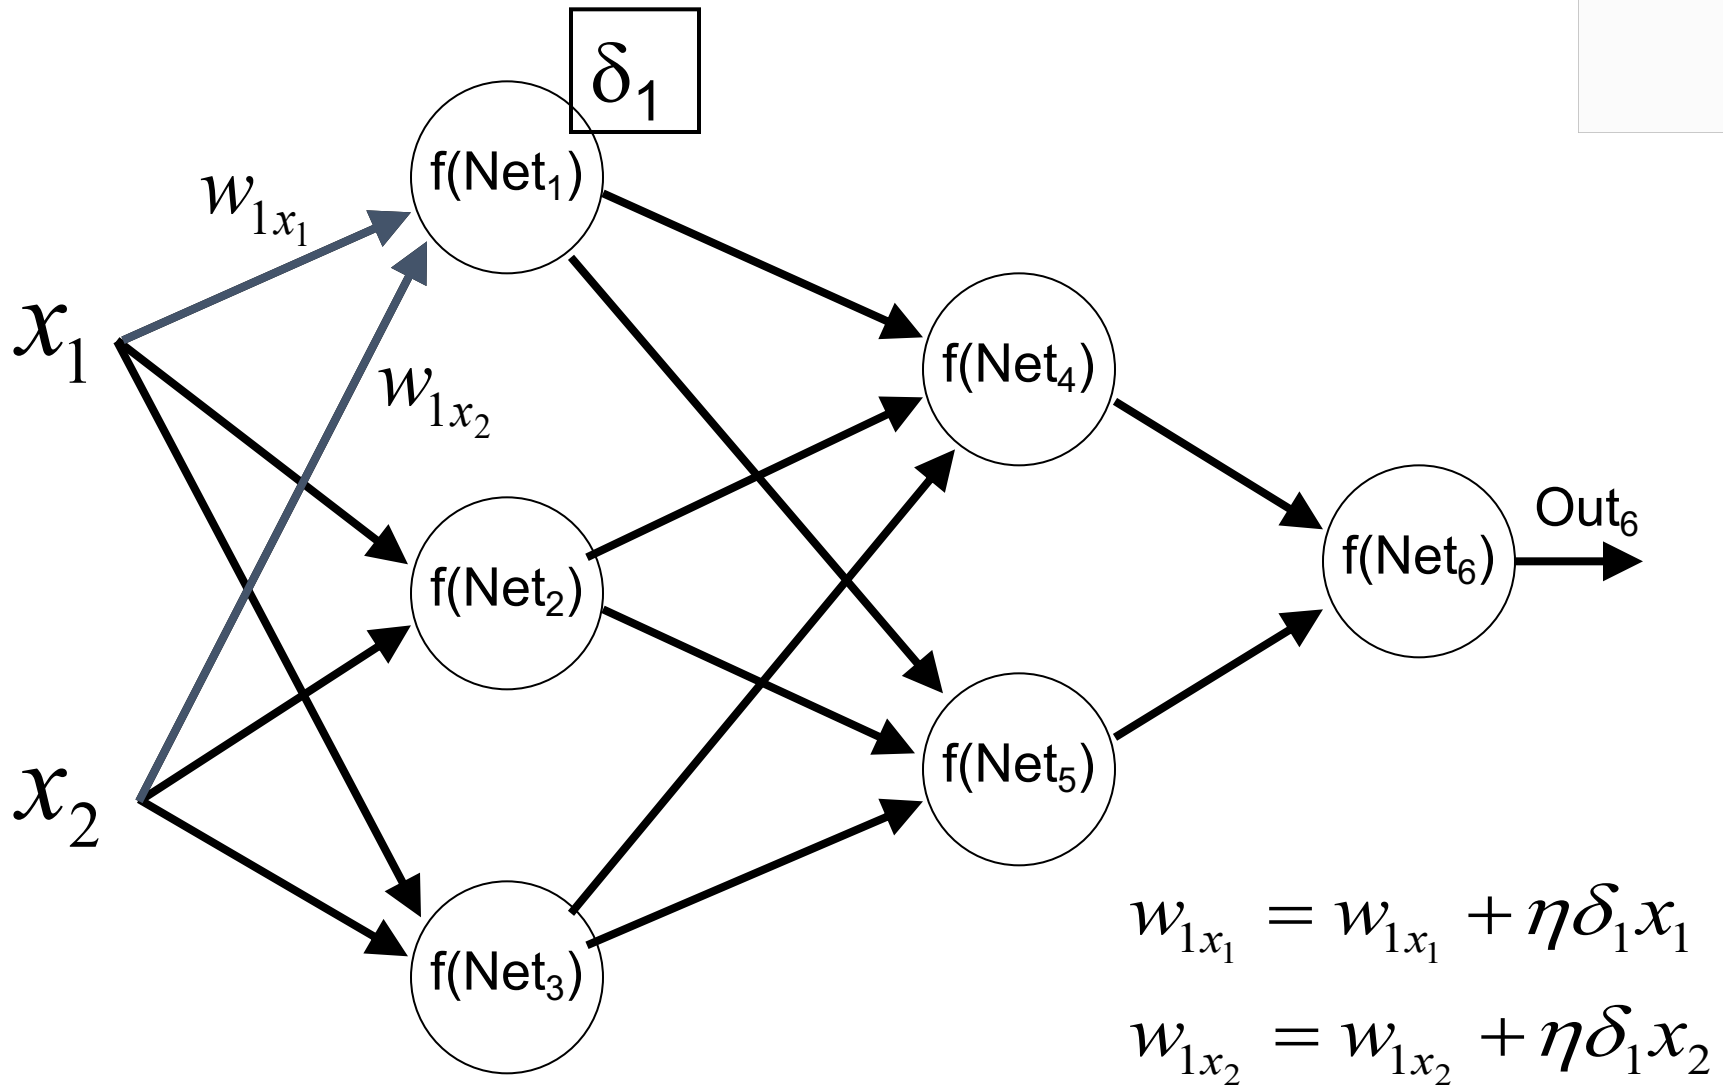 δ₁
f(Net₁)
w₁ₓ₁
x₁
w₁ₓ₂
f(Net₄)
Out₆
f(Net₂)
f(Net₆)
x₂
f(Net₅)
f(Net₃)
w₁ₓ₁ = w₁ₓ₁ + ηδ₁x₁
w₁ₓ₂ = w₁ₓ₂ + ηδ₁x₂